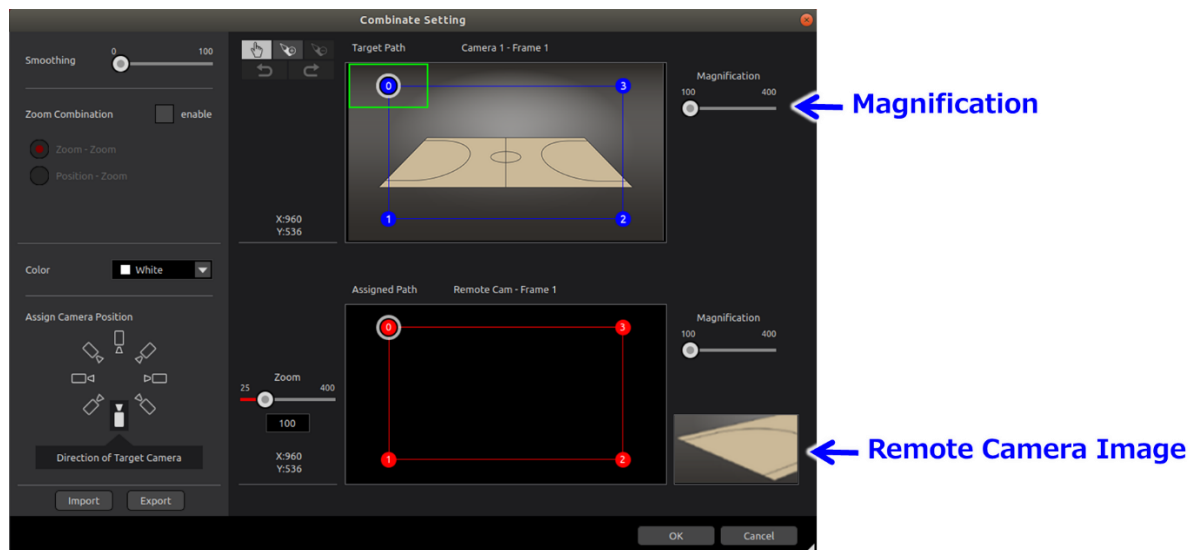 Combinate Setting
Smoothing
0
100
Zoom Combination
enable
Zoom - Zoom
Position - Zoom
Color
White
Assign Camera Position
Direction of Target Camera
Import
Export
Target Path
Camera 1 - Frame 1
0
3
1
2
X:960
Y:536
Magnification
100
400
Magnification
Assigned Path
Remote Cam - Frame 1
0
3
1
2
Zoom
25
400
100
X:960
Y:536
Magnification
100
400
Remote Camera Image
OK
Cancel